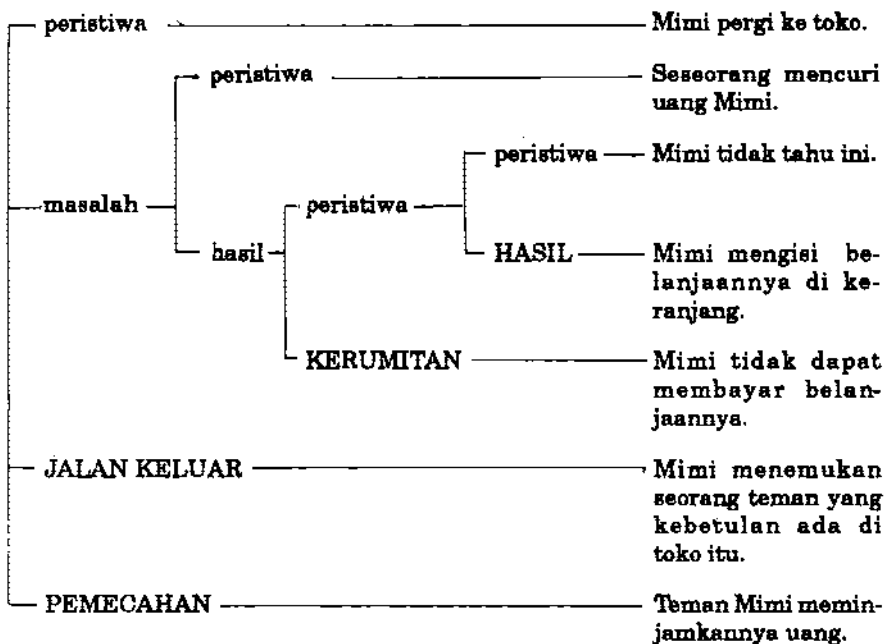 peristiwa Mimi pergi ke toko.
peristiwa Seseorang mencuri
uang Mimi.
peristiwa Mimi tidak tahu ini.
masalah peristiwa
hasil HASIL Mimi mengisi be-
lanjaannya di ke-
ranjang.
KERUMITAN Mimi tidak dapat
membayar belan-
jaannya.
JALAN KELUAR Mimi menemukan
seorang teman yang
kebetulan ada di
toko itu.
PEMECAHAN Teman Mimi memin-
jamkannya uang.